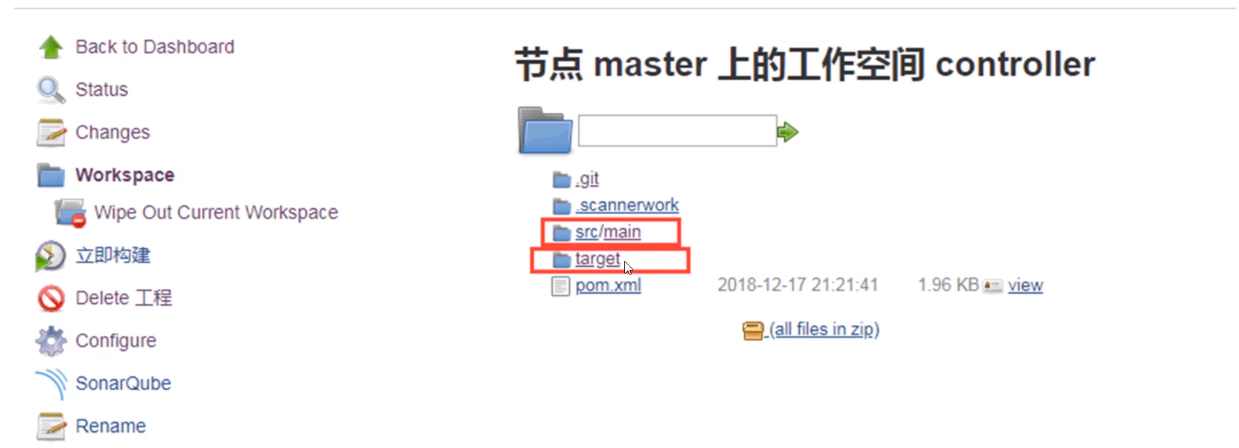 Back to Dashboard
Status
Changes
Workspace
Wipe Out Current Workspace
立即构建
Delete 工程
Configure
SonarQube
Rename
节点 master 上的工作空间 controller
.git
.scannerwork
src/main
target
pom.xml 2018-12-17 21:21:41 1.96 KB view
(all files in zip)